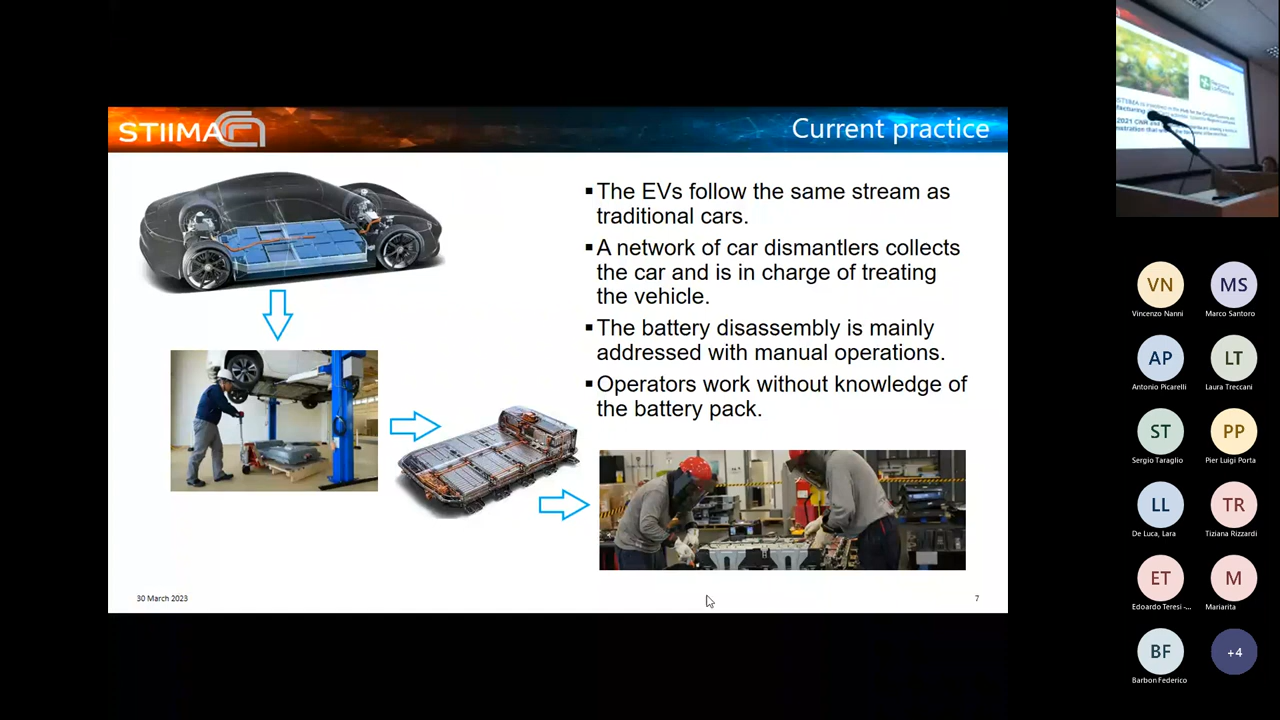 STIIMA
Current practice
▪The EVs follow the same stream as
traditional cars.
▪A network of car dismantlers collects
the car and is in charge of treating
the vehicle.
▪The battery disassembly is mainly
addressed with manual operations.
▪Operators work without knowledge of
the battery pack.
30 March 2023
7
VN
Vincenzo Nanni
MS
Marco Santoro
AP
Antonio Picarelli
LT
Laura Treccani
ST
Sergio Taraglio
PP
Pier Luigi Porta
LL
De Luca, Lara
TR
Tiziana Rizzardi
ET
Edoardo Teresi -...
M
Mariarita
BF
Barbon Federico
+4